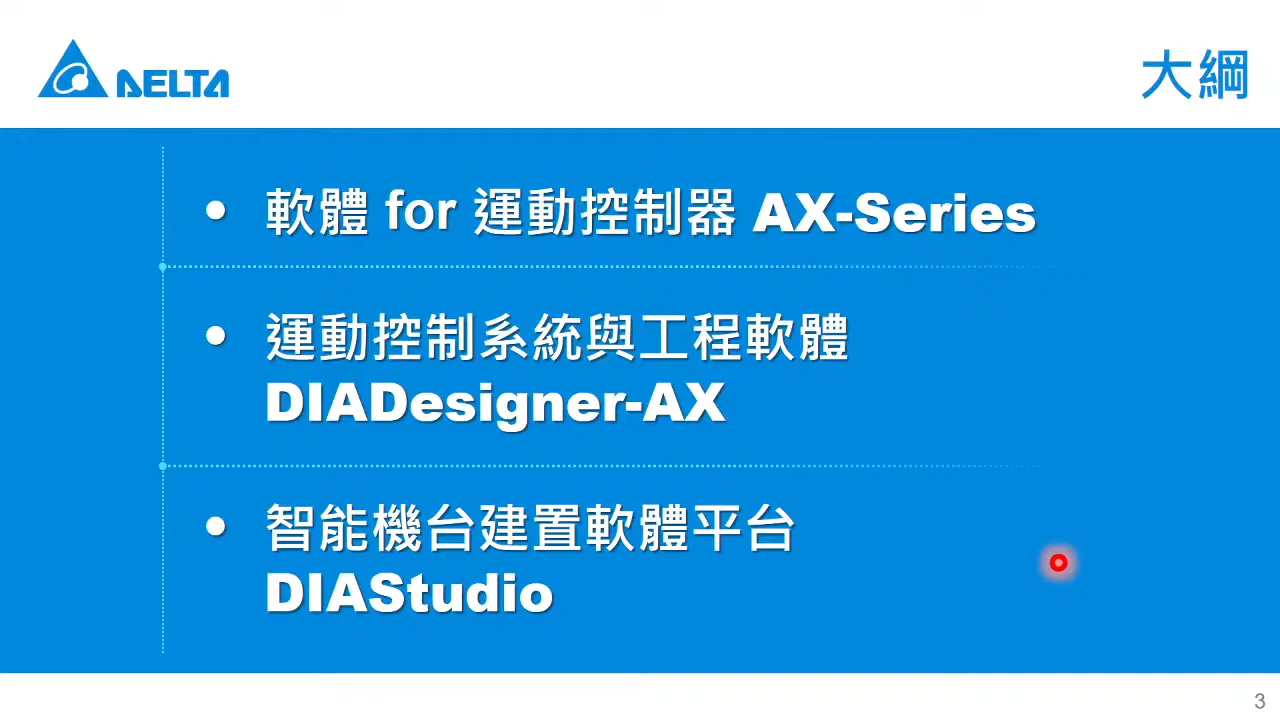 DELTA
大綱
• 軟體 for 運動控制器 AX-Series
• 運動控制系統與工程軟體
DIADesigner-AX
• 智能機台建置軟體平台
DIAStudio
3